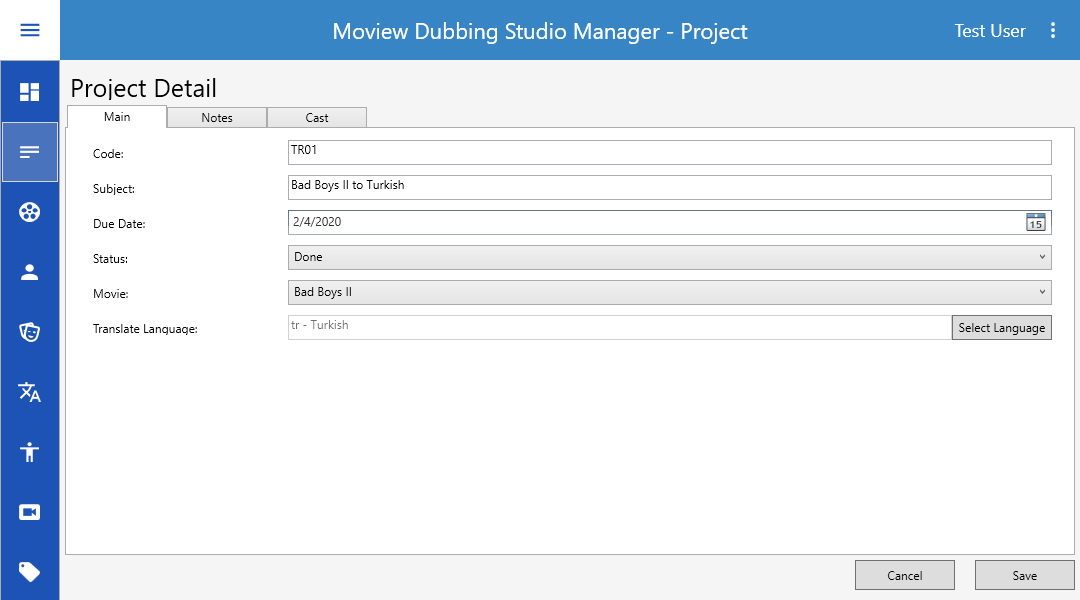 Moview Dubbing Studio Manager - Project
Test User
Project Detail
Main Notes Cast
Code: TR01
Subject: Bad Boys II to Turkish
Due Date: 2/4/2020 15
Status: Done
Movie: Bad Boys II
Translate Language: tr - Turkish Select Language
Cancel Save